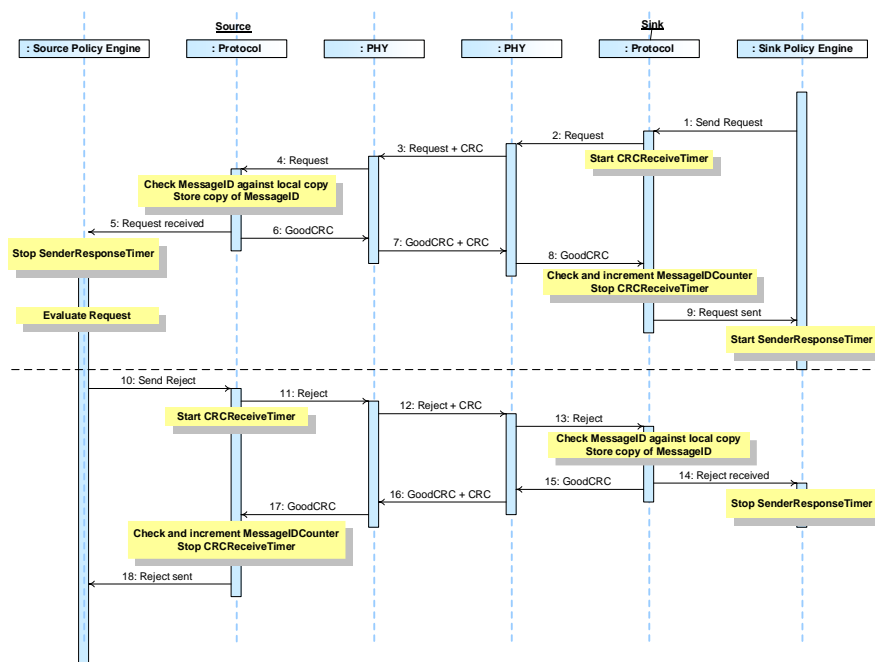 Source
Sink
: Source Policy Engine
: Protocol
: PHY
: PHY
: Protocol
: Sink Policy Engine
1: Send Request
2: Request
Start CRCReceiveTimer
3: Request + CRC
4: Request
Check MessageID against local copy
Store copy of MessageID
5: Request received
6: GoodCRC
Stop SenderResponseTimer
7: GoodCRC + CRC
8: GoodCRC
Check and increment MessageIDCounter
Stop CRCReceiveTimer
Evaluate Request
9: Request sent
Start SenderResponseTimer
10: Send Reject
11: Reject
Start CRCReceiveTimer
12: Reject + CRC
13: Reject
Check MessageID against local copy
Store copy of MessageID
14: Reject received
15: GoodCRC
Stop SenderResponseTimer
16: GoodCRC + CRC
17: GoodCRC
Check and increment MessageIDCounter
Stop CRCReceiveTimer
18: Reject sent